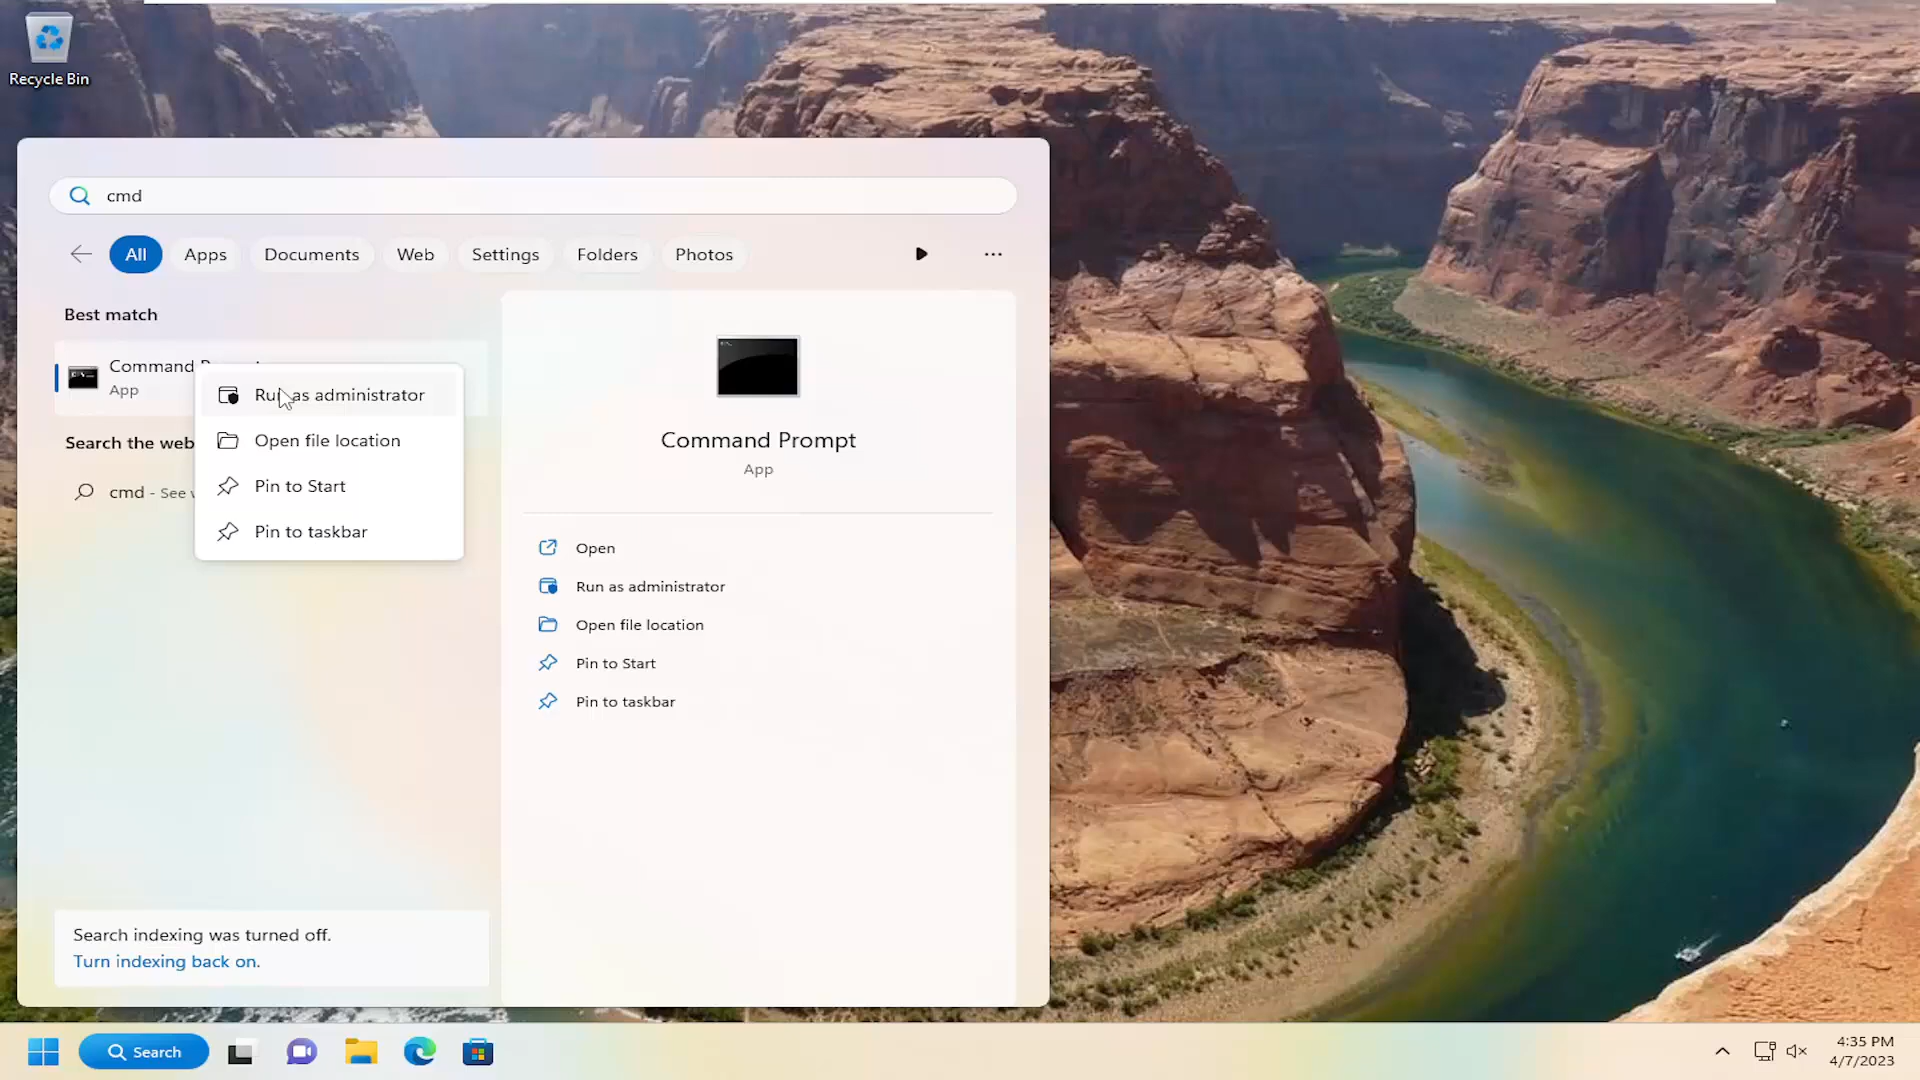 Recycle Bin
cmd
All
Apps
Documents
Web
Settings
Folders
Photos
Best match
Command
App
Run as administrator
Open file location
Pin to Start
Pin to taskbar
Search the web
cmd - See
Command Prompt
App
Open
Run as administrator
Open file location
Pin to Start
Pin to taskbar
Search indexing was turned off.
Turn indexing back on.
Search
4:35 PM
4/7/2023